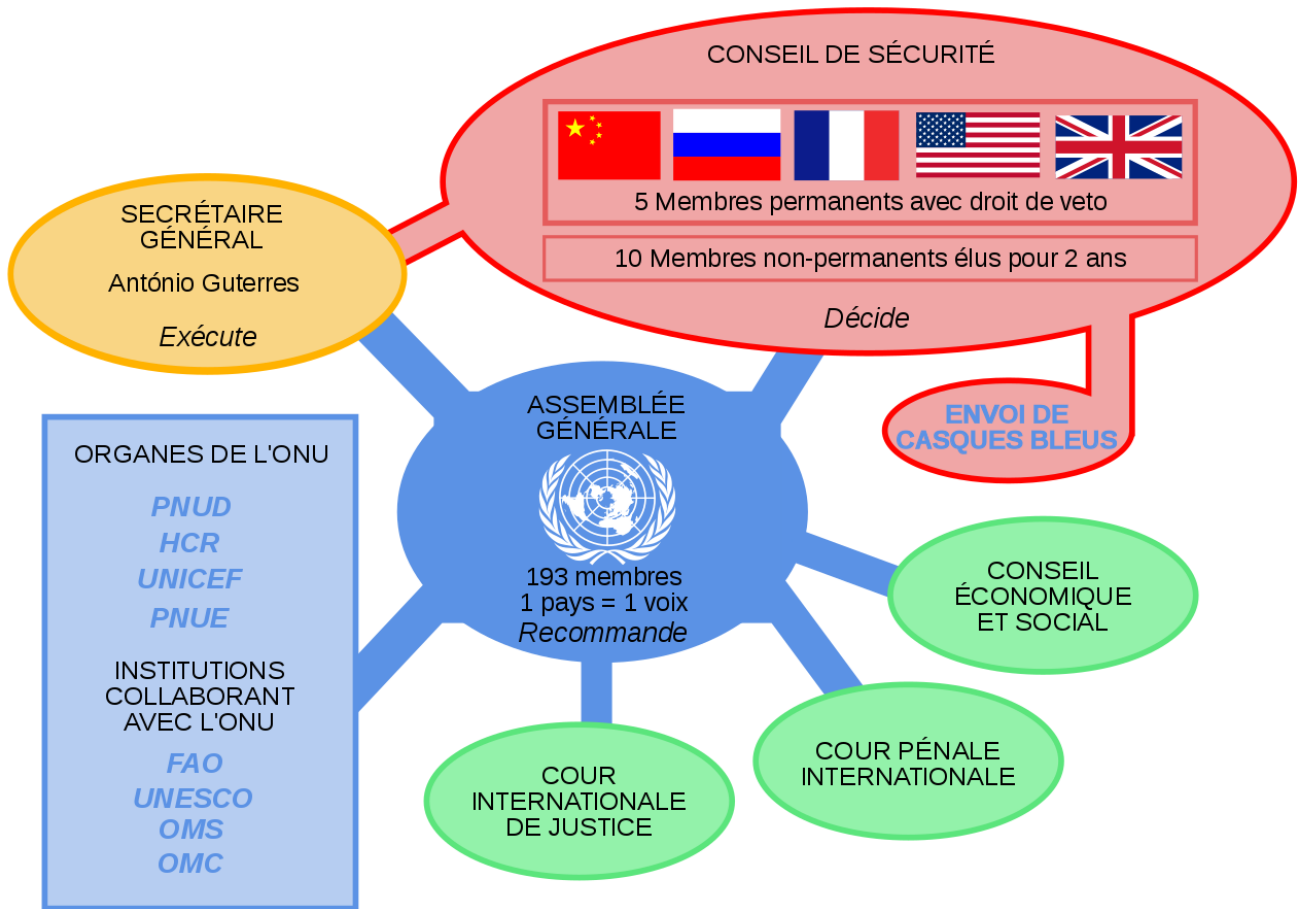 CONSEIL DE SÉCURITÉ
5 Membres permanents avec droit de veto
10 Membres non-permanents élus pour 2 ans
Décide
SECRÉTAIRE
GÉNÉRAL
António Guterres
Exécute
ENVOI DE
CASQUES BLEUS
ASSEMBLÉE
GÉNÉRALE
193 membres
1 pays = 1 voix
Recommande
ORGANES DE L'ONU
PNUD
HCR
UNICEF
PNUE
INSTITUTIONS
COLLABORANT
AVEC L'ONU
FAO
UNESCO
OMS
OMC
CONSEIL
ÉCONOMIQUE
ET SOCIAL
COUR PÉNALE
INTERNATIONALE
COUR
INTERNATIONALE
DE JUSTICE